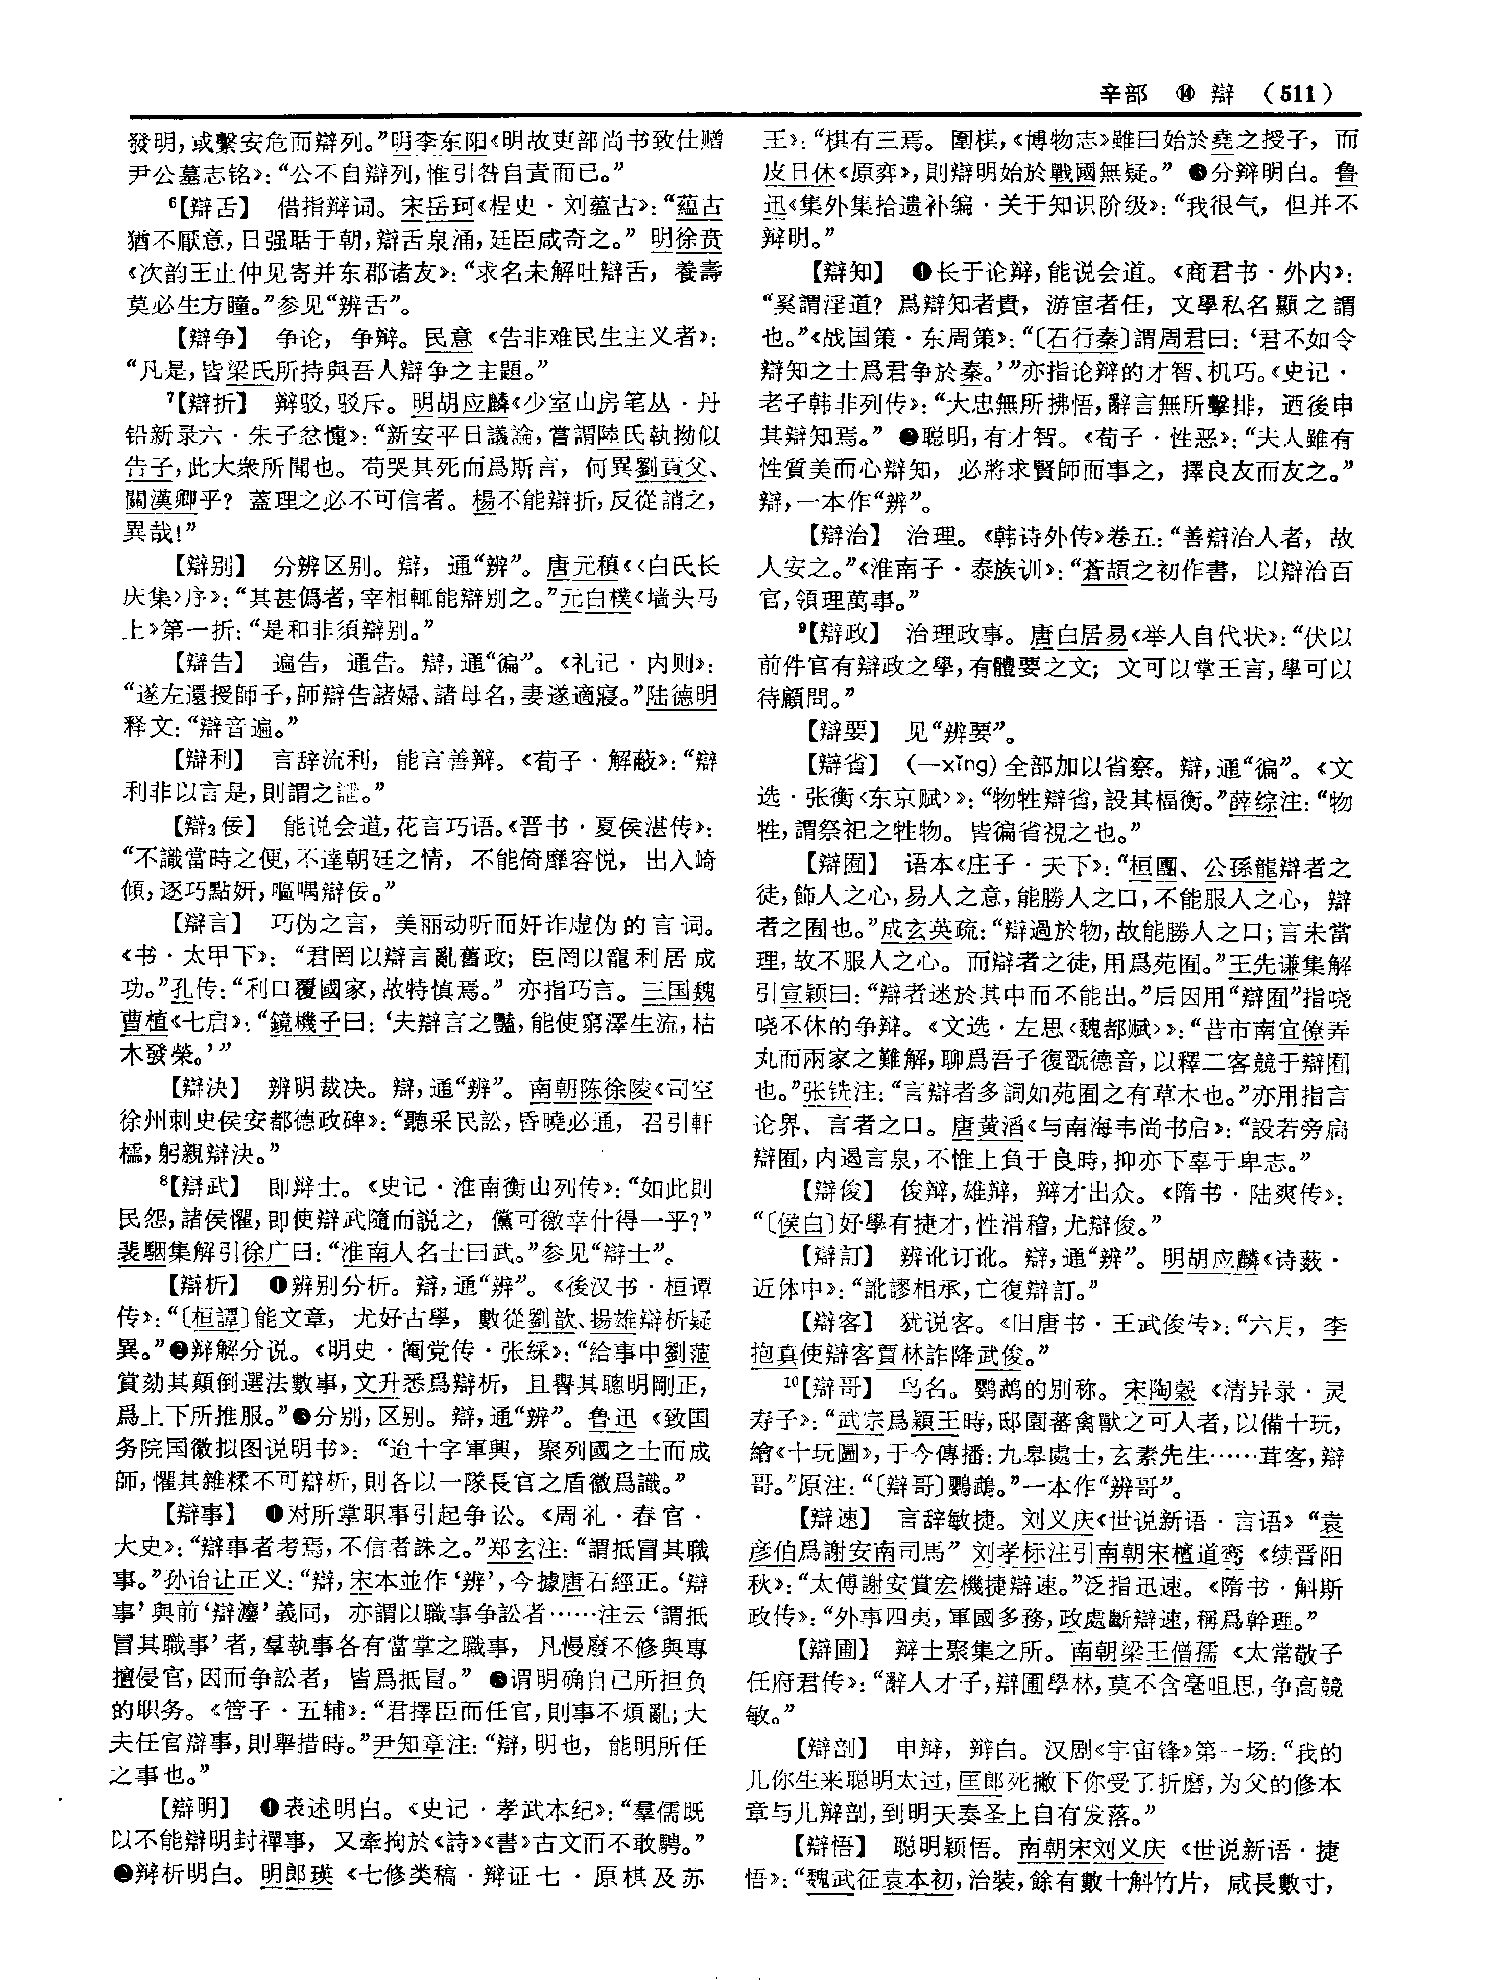 辛部　⑭　辯　（511）
發明，或繫安危而辯列。”明李东阳《明故吏部尚书致仕赠
尹公墓志铭》：“公不自辯列，惟引咎自責而已。”
⁶【辯舌】　借指辩词。宋岳珂《桯史·刘蕴古》：“蘊古
猶不厭意，日强聒于朝，辯舌泉涌，廷臣咸奇之。”明徐贲
《次韵王止仲见寄并东郡诸友》：“求名未解吐辯舌，養壽
莫必生方瞳。”参见“辨舌”。
【辯争】　争论，争辩。民意《告非难民生主义者》：
“凡是，皆梁氏所持與吾人辯争之主題。”
⁷【辯折】　辩驳，驳斥。明胡应麟《少室山房笔丛·丹
铅新录六·朱子忿懥》：“新安平日議論，嘗謂陸氏執拗似
告子，此大衆所聞也。苟哭其死而爲斯言，何異劉貢父、
關漢卿乎？蓋理之必不可信者。楊不能辯折，反從誚之，
異哉！”
【辯别】　分辨区别。辯，通“辨”。唐元稹《〈白氏长
庆集〉序》：“其甚僞者，宰相輒能辯别之。”元白樸《墙头马
上》第一折：“是和非須辯别。”
【辯告】　遍告，通告。辯，通“徧”。《礼记·内则》：
“遂左還授師子，師辯告諸婦、諸母名，妻遂適寢。”陆德明
释文：“辯音遍。”
【辯利】　言辞流利，能言善辩。《荀子·解蔽》：“辯
利非以言是，則謂之詍。”
【辯₃佞】　能说会道，花言巧语。《晋书·夏侯湛传》：
“不識當時之便，不達朝廷之情，不能倚靡容悦，出入崎
傾，逐巧點妍，嘔喁辯佞。”
【辯言】　巧伪之言，美丽动听而奸诈虚伪的言词。
《书·太甲下》：“君罔以辯言亂舊政；臣罔以寵利居成
功。”孔传：“利口覆國家，故特慎焉。”亦指巧言。三国魏
曹植《七启》：“鏡機子曰：‘夫辯言之豔，能使窮澤生流，枯
木發榮。’”
【辯決】　辨明裁决。辯，通“辨”。南朝陈徐陵《司空
徐州刺史侯安都德政碑》：“聽采民訟，昏曉必通，召引軒
櫺，躬親辯決。”
⁸【辯武】　即辩士。《史记·淮南衡山列传》：“如此則
民怨，諸侯懼，即使辯武隨而説之，儻可徼幸什得一乎？”
裴駰集解引徐广曰：“淮南人名士曰武。”参见“辯士”。
【辯析】　❶辨别分析。辯，通“辨”。《後汉书·桓谭
传》：“〔桓譚〕能文章，尤好古學，數從劉歆、揚雄辯析疑
異。”❷辩解分说。《明史·阉党传·张綵》：“给事中劉䓕
賞劾其顛倒選法數事，文升悉爲辯析，且譽其聰明剛正，
爲上下所推服。”❸分别，区别。辯，通“辨”。鲁迅《致国
务院国徽拟图说明书》：“迨十字軍興，聚列國之士而成
師，懼其雜糅不可辯析，則各以一隊長官之盾徽爲識。”
【辯事】　❶对所掌职事引起争讼。《周礼·春官·
大史》：“辯事者考焉，不信者誅之。”郑玄注：“謂抵冒其職
事。”孙诒让正义：“辯，宋本並作‘辨’，今據唐石經正。‘辯
事’與前‘辯灋’義同，亦謂以職事争訟者……注云‘謂抵
冒其職事’者，羣執事各有當掌之職事，凡慢廢不修與專
擅侵官，因而争訟者，皆爲抵冒。”❷谓明确自己所担负
的职务。《管子·五辅》：“君擇臣而任官，則事不煩亂；大
夫任官辯事，則舉措時。”尹知章注：“辯，明也，能明所任
之事也。”
【辯明】　❶表述明白。《史记·孝武本纪》：“羣儒既
以不能辯明封禪事，又牽拘於《詩》《書》古文而不敢騁。”
❷辩析明白。明郎瑛《七修类稿·辩证七·原棋及苏
王》：“棋有三焉。圍棋，《博物志》雖曰始於堯之授子，而
皮日休《原弈》，則辯明始於戰國無疑。”❸分辩明白。鲁
迅《集外集拾遗补编·关于知识阶级》：“我很气，但并不
辩明。”
【辯知】　❶长于论辩，能说会道。《商君书·外内》：
“奚謂淫道？爲辯知者貴，游宦者任，文學私名顯之謂
也。”《战国策·东周策》：“〔石行秦〕謂周君曰：‘君不如令
辯知之士爲君争於秦。’”亦指论辩的才智、机巧。《史记·
老子韩非列传》：“大忠無所拂悟，辭言無所擊排，迺後申
其辯知焉。”❷聪明，有才智。《荀子·性恶》：“夫人雖有
性質美而心辯知，必將求賢師而事之，擇良友而友之。”
辯，一本作“辨”。
【辯治】　治理。《韩诗外传》卷五：“善辯治人者，故
人安之。”《淮南子·泰族训》：“蒼頡之初作書，以辯治百
官，領理萬事。”
⁹【辯政】　治理政事。唐白居易《举人自代状》：“伏以
前件官有辯政之學，有體要之文；文可以掌王言，學可以
待顧問。”
【辯要】　见“辨要”。
【辯省】　（—xǐng）全部加以省察。辯，通“徧”。《文
选·张衡〈东京赋〉》：“物牲辯省，設其楅衡。”薛综注：“物
牲，謂祭祀之牲物。皆徧省視之也。”
【辯囿】　语本《庄子·天下》：“桓團、公孫龍辯者之
徒，飾人之心，易人之意，能勝人之口，不能服人之心，辯
者之囿也。”成玄英疏：“辯過於物，故能勝人之口；言未當
理，故不服人之心。而辯者之徒，用爲苑囿。”王先谦集解
引宣颖曰：“辯者迷於其中而不能出。”后因用“辯囿”指哓
哓不休的争辩。《文选·左思〈魏都赋〉》：“昔市南宜僚弄
丸而兩家之難解，聊爲吾子復翫德音，以釋二客競于辯囿
也。”张铣注：“言辯者多詞如苑囿之有草木也。”亦用指言
论界、言者之口。唐黄滔《与南海韦尚书启》：“設若旁扃
辯囿，内遏言泉，不惟上負于良時，抑亦下辜于卑志。”
【辯俊】　俊辩，雄辩，辩才出众。《隋书·陆爽传》：
“〔侯白〕好學有捷才，性滑稽，尤辯俊。”
【辯訂】　辨讹订讹。辯，通“辨”。明胡应麟《诗薮·
近体中》：“訛謬相承，亡復辯訂。”
【辯客】　犹说客。《旧唐书·王武俊传》：“六月，李
抱真使辯客賈林詐降武俊。”
¹⁰【辯哥】　鸟名。鹦鹉的别称。宋陶穀《清异录·灵
寿子》：“武宗爲潁王時，邸園蕃禽獸之可人者，以備十玩，
繪《十玩圖》，于今傳播：九皋處士，玄素先生……茸客，辯
哥。”原注：“〔辯哥〕鸚鵡。”一本作“辨哥”。
【辯速】　言辞敏捷。刘义庆《世说新语·言语》“袁
彦伯爲謝安南司馬”刘孝标注引南朝宋檀道鸾《续晋阳
秋》：“太傅謝安賞宏機捷辯速。”泛指迅速。《隋书·斛斯
政传》：“外事四夷，軍國多務，政處斷辯速，稱爲幹理。”
【辯圃】　辩士聚集之所。南朝梁王僧孺《太常敬子
任府君传》：“辭人才子，辯圃學林，莫不含毫咀思，争高競
敏。”
【辯剖】　申辩，辩白。汉剧《宇宙锋》第一场：“我的
儿你生来聪明太过，匡郎死撇下你受了折磨，为父的修本
章与儿辩剖，到明天奏圣上自有发落。”
【辯悟】　聪明颖悟。南朝宋刘义庆《世说新语·捷
悟》：“魏武征袁本初，治装，餘有數十斛竹片，咸長數寸，